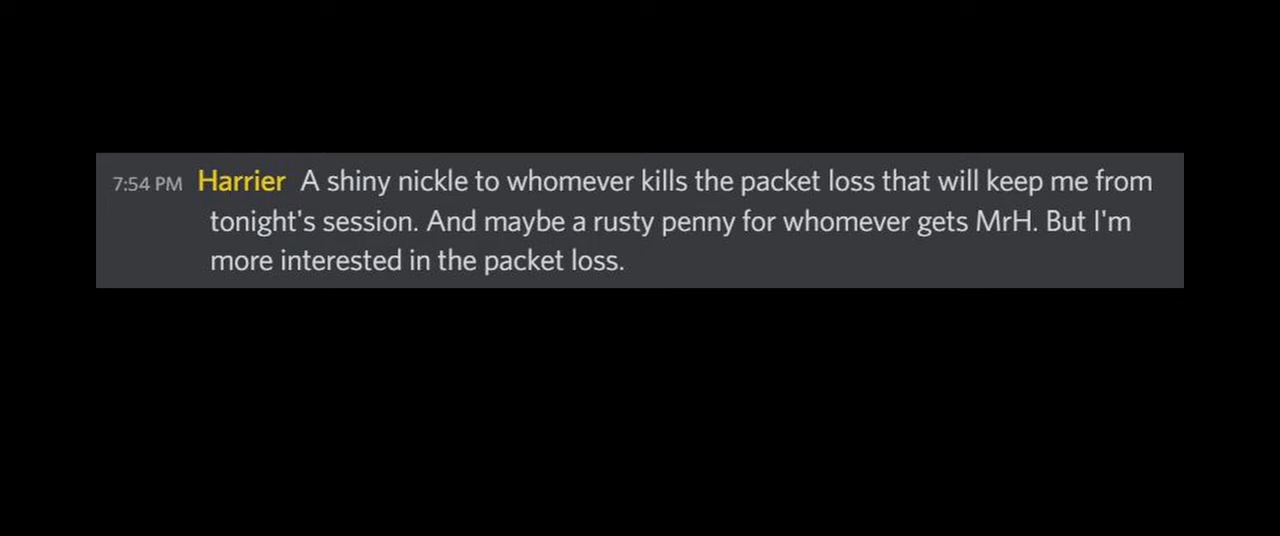 7:54 PM Harrier A shiny nickle to whomever kills the packet loss that will keep me from
tonight's session. And maybe a rusty penny for whomever gets MrH. But I'm
more interested in the packet loss.